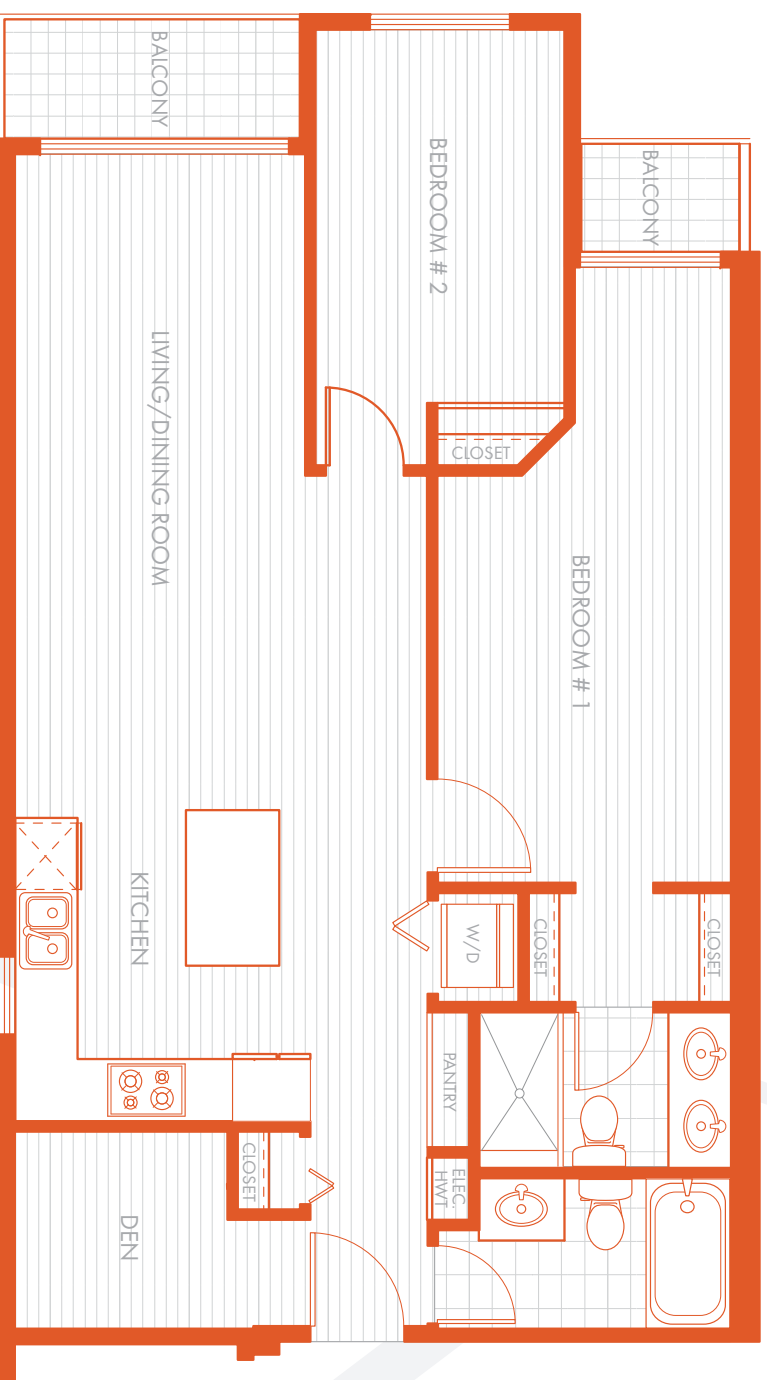 BALCONY
BEDROOM # 2
BALCONY
LIVING/DINING ROOM
CLOSET
BEDROOM # 1
KITCHEN
W/D
CLOSET
CLOSET
PANTRY
CLOSET
ELEC.
HWT
DEN